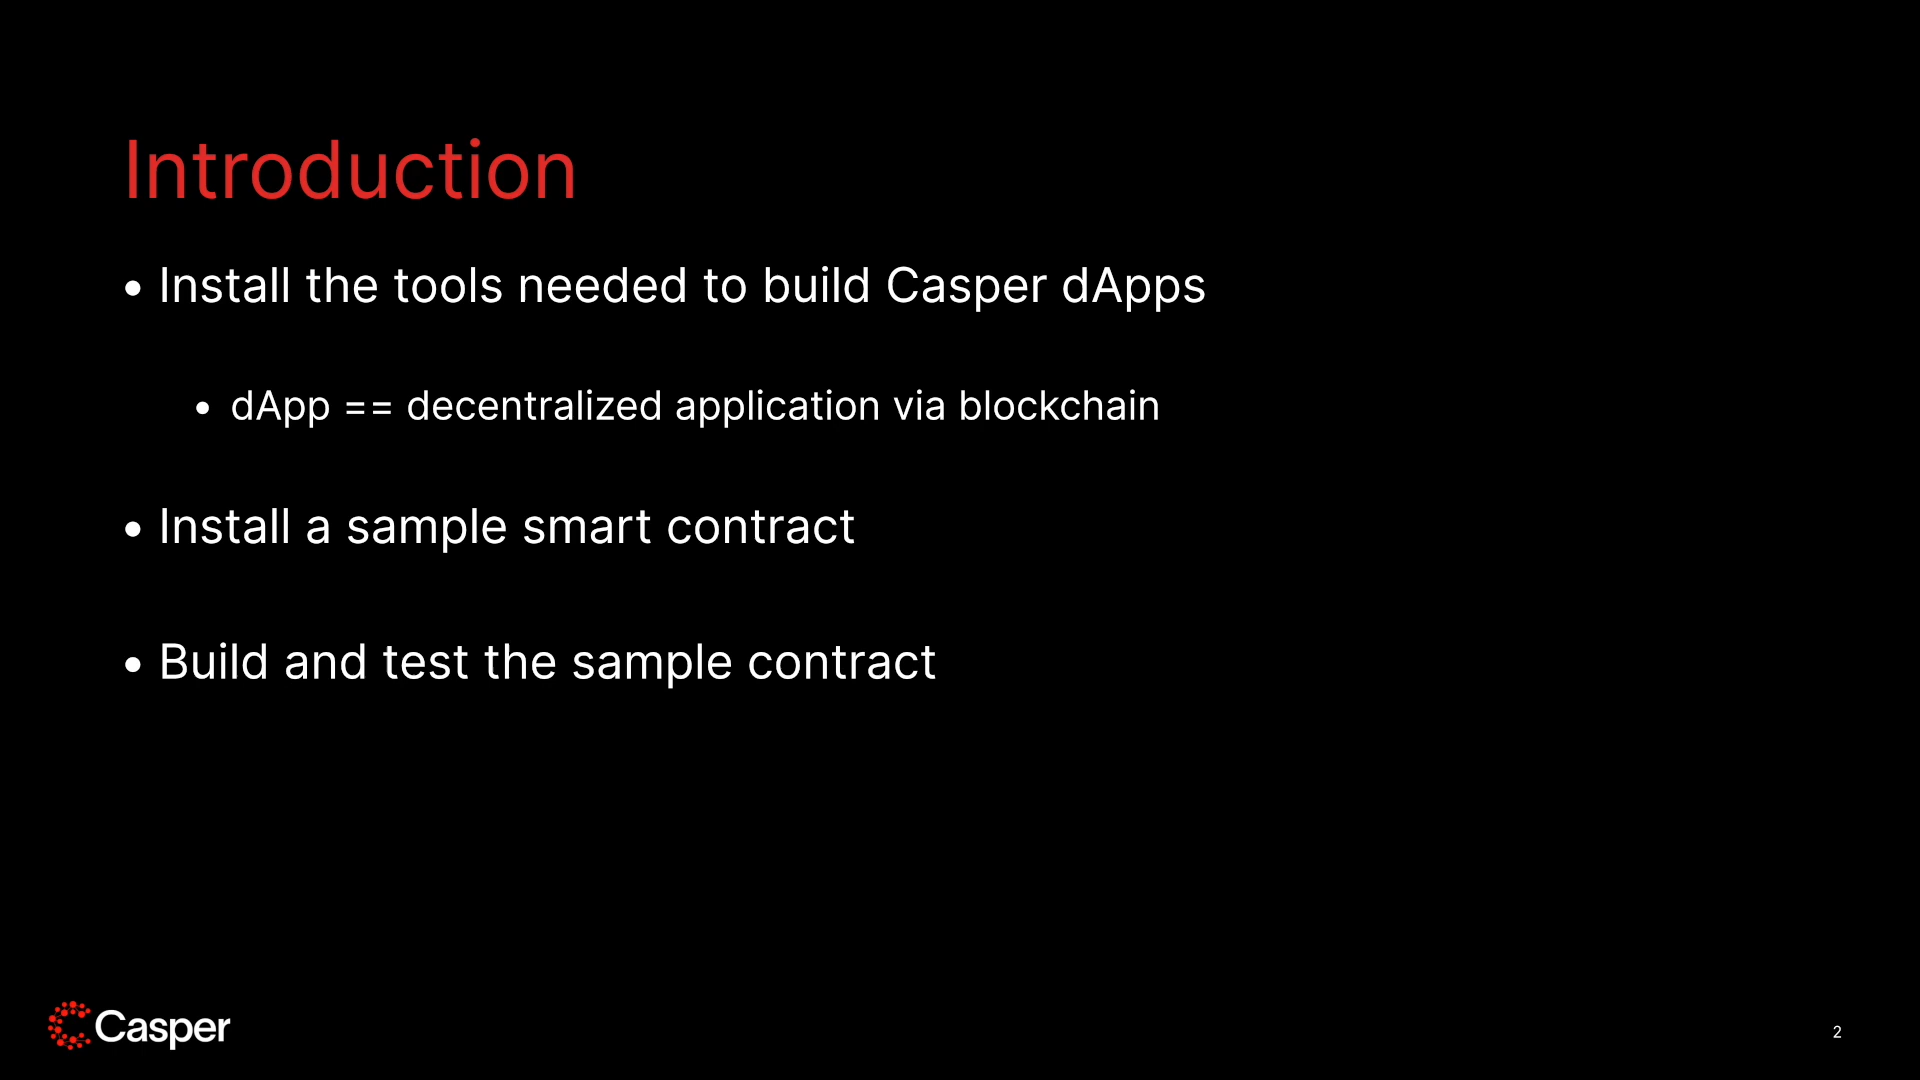 Introduction
• Install the tools needed to build Casper dApps
• dApp == decentralized application via blockchain
• Install a sample smart contract
• Build and test the sample contract
Casper
2